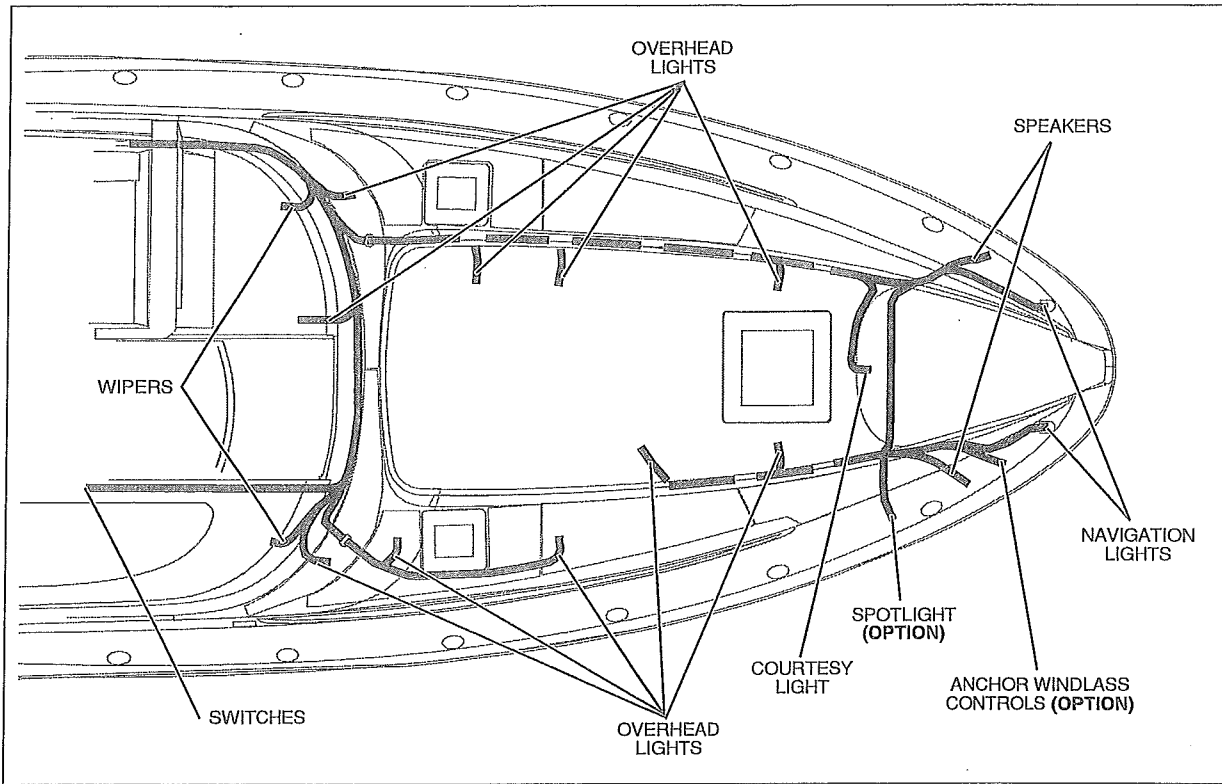 OVERHEAD
LIGHTS
SPEAKERS
WIPERS
NAVIGATION
LIGHTS
SPOTLIGHT
(OPTION)
COURTESY
LIGHT
ANCHOR WINDLASS
CONTROLS (OPTION)
SWITCHES
OVERHEAD
LIGHTS